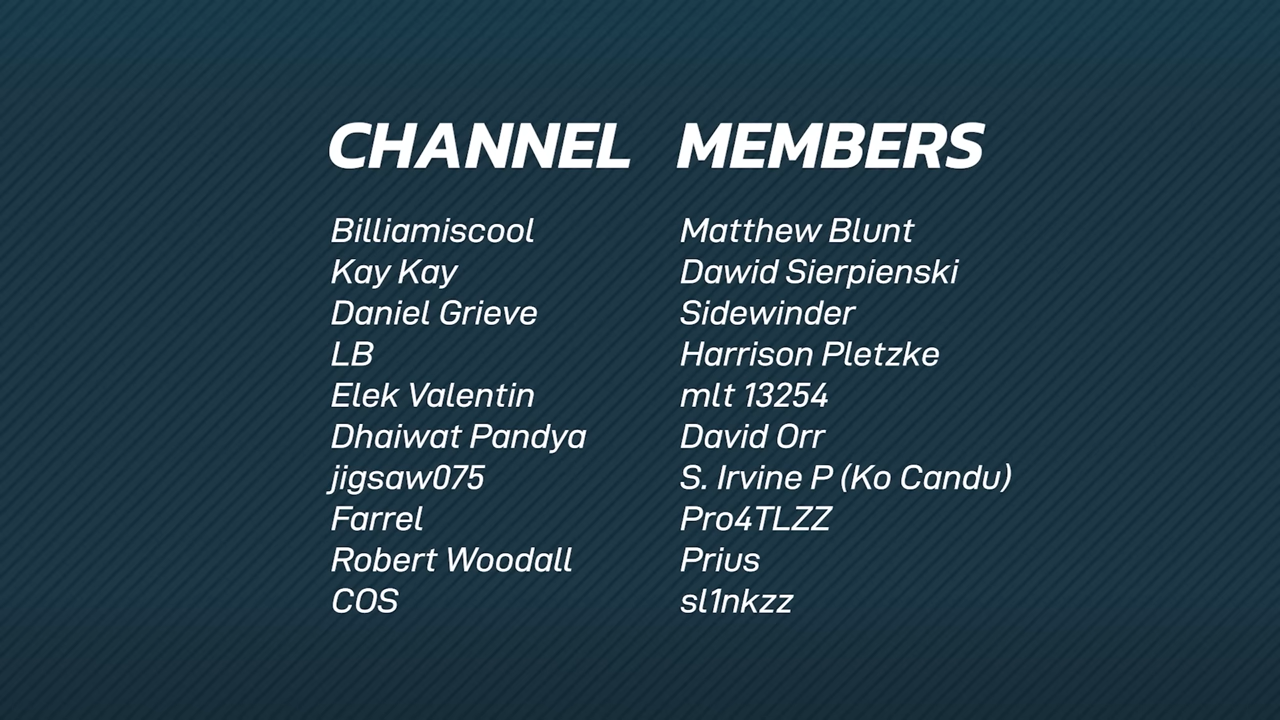 CHANNEL MEMBERS
Billiamiscool
Kay Kay
Daniel Grieve
LB
Elek Valentin
Dhaiwat Pandya
jigsaw075
Farrel
Robert Woodall
COS
Matthew Blunt
Dawid Sierpienski
Sidewinder
Harrison Pletzke
mlt 13254
David Orr
S. Irvine P (Ko Candu)
Pro4TLZZ
Prius
sl1nkzz